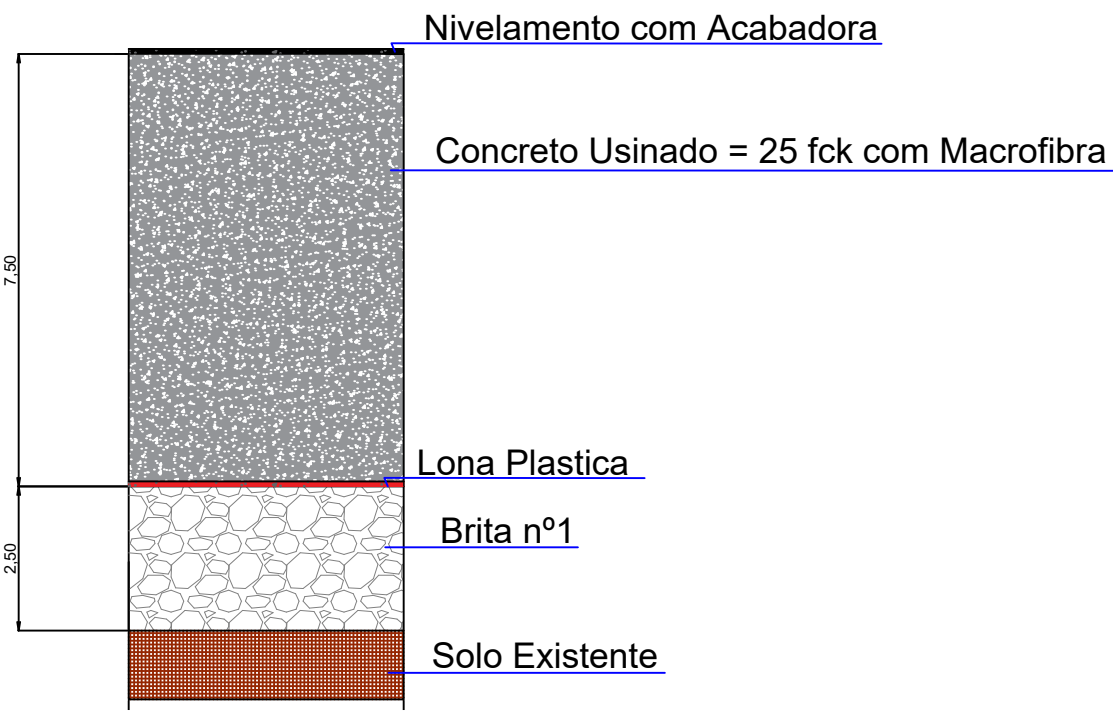 Nivelamento com Acabadora
Concreto Usinado = 25 fck com Macrofibra
7,50
Lona Plastica
Brita nº1
2,50
Solo Existente